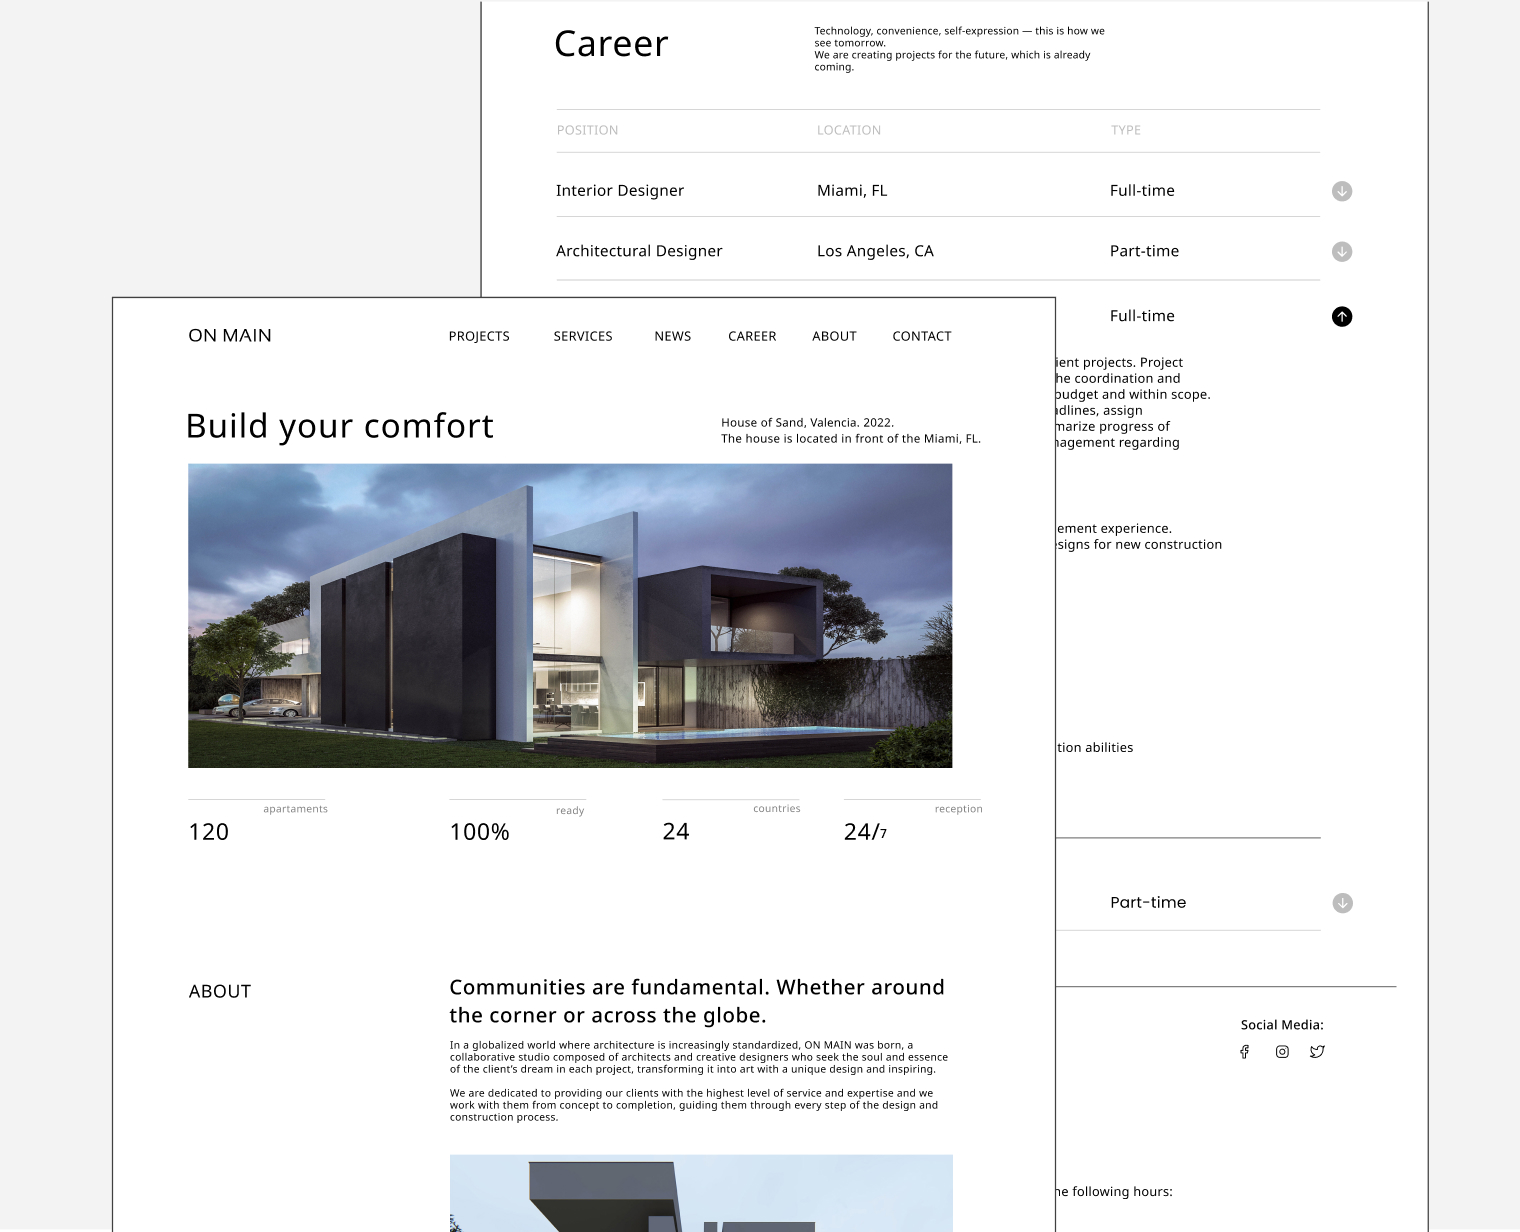 Career
Technology, convenience, self-expression — this is how we
see tomorrow.
We are creating projects for the future, which is already
coming.
POSITION LOCATION TYPE
Interior Designer Miami, FL Full-time
Architectural Designer Los Angeles, CA Part-time
Full-time
projects. Project
coordination and
budget and within scope.
assign
progress of
regarding
experience.
for new construction
abilities
Part-time
Social Media:
following hours:
ON MAIN
PROJECTS SERVICES NEWS CAREER ABOUT CONTACT
Build your comfort
House of Sand, Valencia. 2022.
The house is located in front of the Miami, FL.
apartaments ready countries reception
120 100% 24 24/7
ABOUT
Communities are fundamental. Whether around
the corner or across the globe.
In a globalized world where architecture is increasingly standardized, ON MAIN was born, a
collaborative studio composed of architects and creative designers who seek the soul and essence
of the client's dream in each project, transforming it into art with a unique design and inspiring.
We are dedicated to providing our clients with the highest level of service and expertise and we
work with them from concept to completion, guiding them through every step of the design and
construction process.